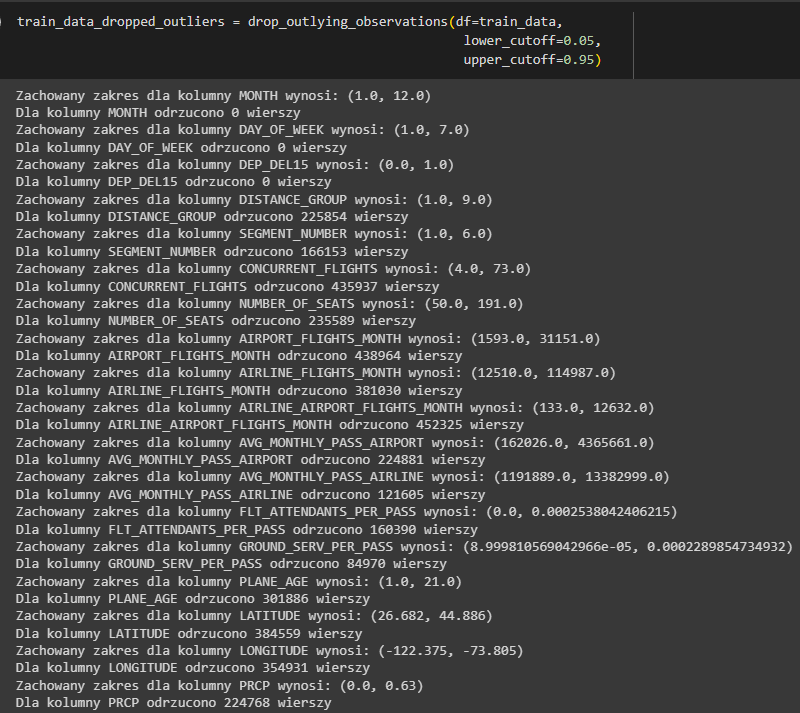 train_data_dropped_outliers = drop_outlying_observations(df=train_data,
lower_cutoff=0.05,
upper_cutoff=0.95)
Zachowany zakres dla kolumny MONTH wynosi: (1.0, 12.0)
Dla kolumny MONTH odrzucono 0 wierszy
Zachowany zakres dla kolumny DAY_OF_WEEK wynosi: (1.0, 7.0)
Dla kolumny DAY_OF_WEEK odrzucono 0 wierszy
Zachowany zakres dla kolumny DEP_DEL15 wynosi: (0.0, 1.0)
Dla kolumny DEP_DEL15 odrzucono 0 wierszy
Zachowany zakres dla kolumny DISTANCE_GROUP wynosi: (1.0, 9.0)
Dla kolumny DISTANCE_GROUP odrzucono 225854 wierszy
Zachowany zakres dla kolumny SEGMENT_NUMBER wynosi: (1.0, 6.0)
Dla kolumny SEGMENT_NUMBER odrzucono 166153 wierszy
Zachowany zakres dla kolumny CONCURRENT_FLIGHTS wynosi: (4.0, 73.0)
Dla kolumny CONCURRENT_FLIGHTS odrzucono 435937 wierszy
Zachowany zakres dla kolumny NUMBER_OF_SEATS wynosi: (50.0, 191.0)
Dla kolumny NUMBER_OF_SEATS odrzucono 235589 wierszy
Zachowany zakres dla kolumny AIRPORT_FLIGHTS_MONTH wynosi: (1593.0, 31151.0)
Dla kolumny AIRPORT_FLIGHTS_MONTH odrzucono 438964 wierszy
Zachowany zakres dla kolumny AIRLINE_FLIGHTS_MONTH wynosi: (12510.0, 114987.0)
Dla kolumny AIRLINE_FLIGHTS_MONTH odrzucono 381030 wierszy
Zachowany zakres dla kolumny AIRLINE_AIRPORT_FLIGHTS_MONTH wynosi: (133.0, 12632.0)
Dla kolumny AIRLINE_AIRPORT_FLIGHTS_MONTH odrzucono 452325 wierszy
Zachowany zakres dla kolumny AVG_MONTHLY_PASS_AIRPORT wynosi: (162026.0, 4365661.0)
Dla kolumny AVG_MONTHLY_PASS_AIRPORT odrzucono 224881 wierszy
Zachowany zakres dla kolumny AVG_MONTHLY_PASS_AIRLINE wynosi: (1191889.0, 13382999.0)
Dla kolumny AVG_MONTHLY_PASS_AIRLINE odrzucono 121605 wierszy
Zachowany zakres dla kolumny FLT_ATTENDANTS_PER_PASS wynosi: (0.0, 0.0002538042406215)
Dla kolumny FLT_ATTENDANTS_PER_PASS odrzucono 160390 wierszy
Zachowany zakres dla kolumny GROUND_SERV_PER_PASS wynosi: (8.999810569042966e-05, 0.0002289854734932)
Dla kolumny GROUND_SERV_PER_PASS odrzucono 84970 wierszy
Zachowany zakres dla kolumny PLANE_AGE wynosi: (1.0, 21.0)
Dla kolumny PLANE_AGE odrzucono 301886 wierszy
Zachowany zakres dla kolumny LATITUDE wynosi: (26.682, 44.886)
Dla kolumny LATITUDE odrzucono 384559 wierszy
Zachowany zakres dla kolumny LONGITUDE wynosi: (-122.375, -73.805)
Dla kolumny LONGITUDE odrzucono 354931 wierszy
Zachowany zakres dla kolumny PRCP wynosi: (0.0, 0.63)
Dla kolumny PRCP odrzucono 224768 wierszy